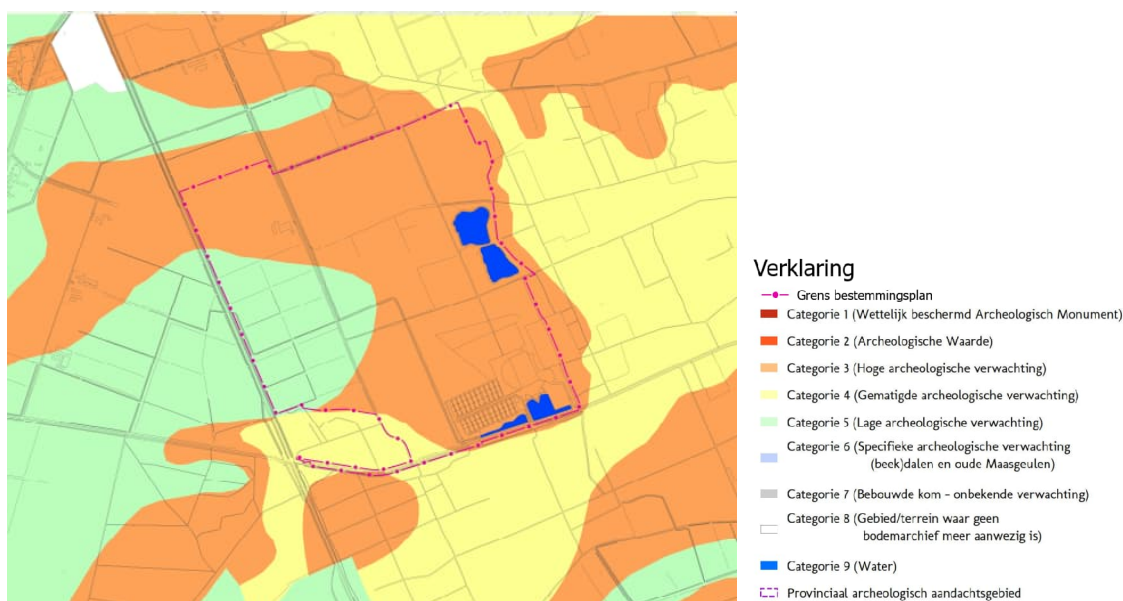 Verklaring
Grens bestemmingsplan
Categorie 1 (Wettelijk beschermd Archeologisch Monument)
Categorie 2 (Archeologische Waarde)
Categorie 3 (Hoge archeologische verwachting)
Categorie 4 (Gematigde archeologische verwachting)
Categorie 5 (Lage archeologische verwachting)
Categorie 6 (Specifieke archeologische verwachting
(beek)dalen en oude Maasgeulen)
Categorie 7 (Bebouwde kom - onbekende verwachting)
Categorie 8 (Gebied/terrein waar geen
bodemarchief meer aanwezig is)
Categorie 9 (Water)
Provinciaal archeologisch aandachtsgebied